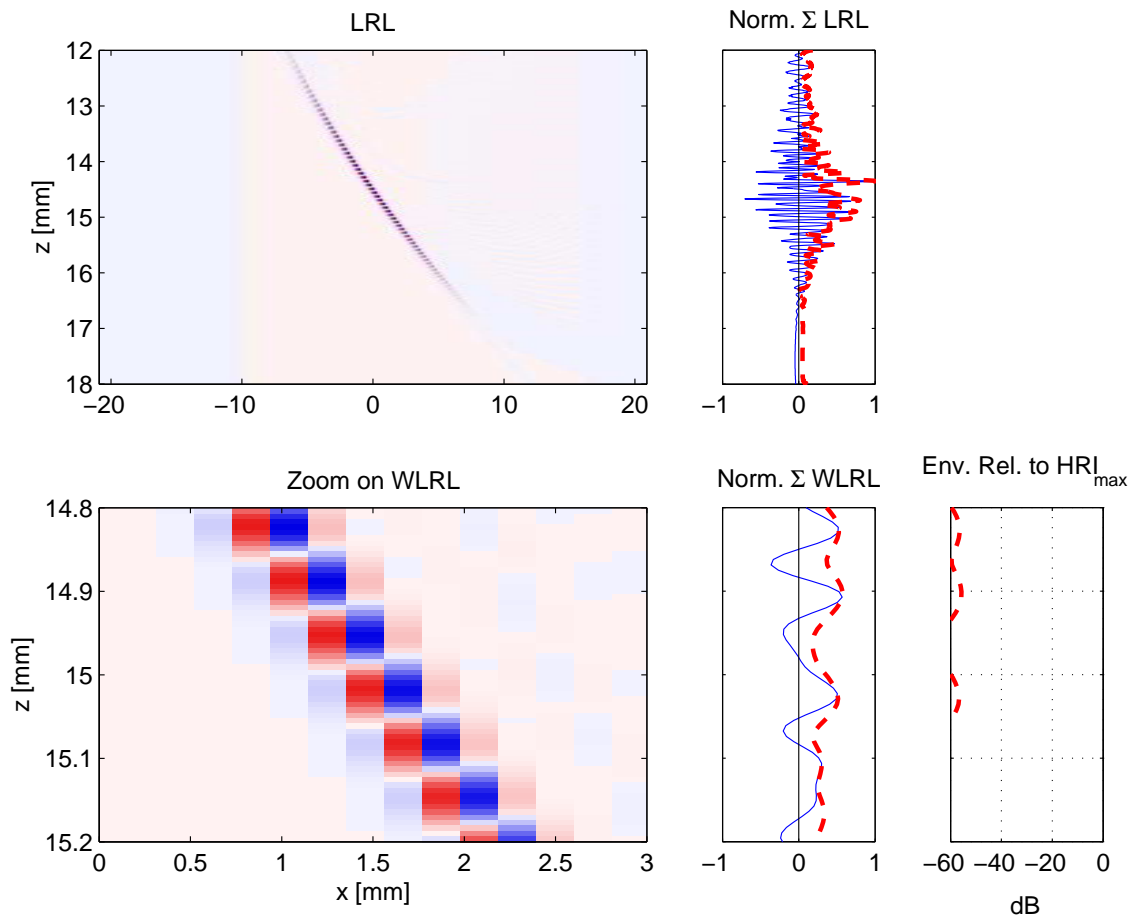 LRL
Norm. Σ LRL
12
13
14
15
16
17
18
z [mm]
−20 −10 0 10 20
−1 0 1
Zoom on WLRL
Norm. Σ WLRL
Env. Rel. to HRI_max
14.8
14.9
15
15.1
15.2
z [mm]
0 0.5 1 1.5 2 2.5 3
x [mm]
−1 0 1
−60 −40 −20 0
dB